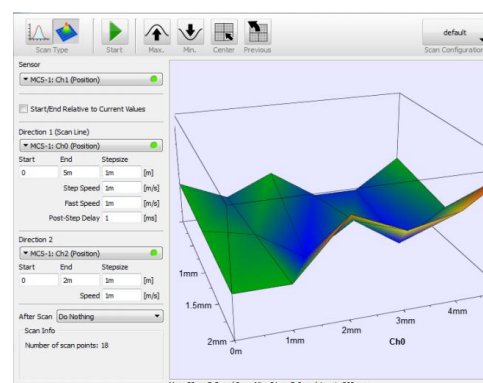 default
Scan Type Start Max. Min. Center Previous Scan Configuration
Sensor
MCS-1: Ch1 (Position)
Start/End Relative to Current Values
Direction 1 (Scan Line)
MCS-1: Ch0 (Position)
Start End Stepsize
0 5m 1m [m]
Step Speed 1m [m/s]
Fast Speed 1m [m/s]
Post-Step Delay 1 [ms]
Direction 2
MCS-1: Ch2 (Position)
Start End Stepsize
0 2m 1m [m]
Speed 1m [m/s]
After Scan Do Nothing
Scan Info
Number of scan points: 18
1mm
1.5mm
2mm
0m
1mm
2mm
3mm
4mm
Ch0